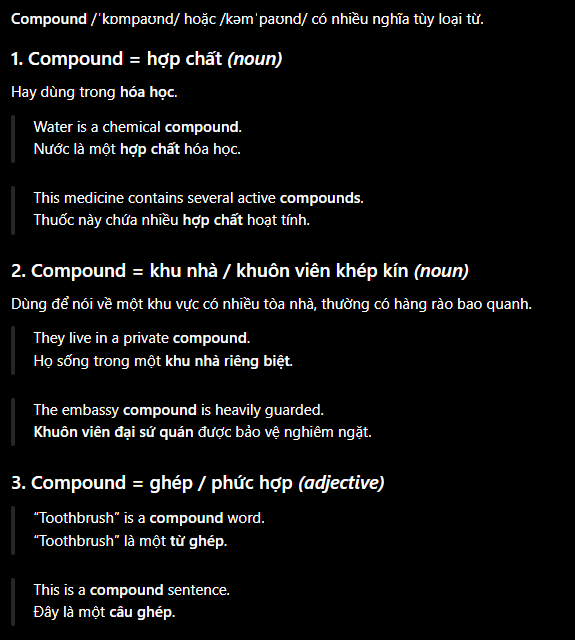 Compound /ˈkɒmpaʊnd/ hoặc /kəmˈpaʊnd/ có nhiều nghĩa tùy loại từ.
1. Compound = hợp chất (noun)
Hay dùng trong hóa học.
Water is a chemical compound.
Nước là một hợp chất hóa học.
This medicine contains several active compounds.
Thuốc này chứa nhiều hợp chất hoạt tính.
2. Compound = khu nhà / khuôn viên khép kín (noun)
Dùng để nói về một khu vực có nhiều tòa nhà, thường có hàng rào bao quanh.
They live in a private compound.
Họ sống trong một khu nhà riêng biệt.
The embassy compound is heavily guarded.
Khuôn viên đại sứ quán được bảo vệ nghiêm ngặt.
3. Compound = ghép / phức hợp (adjective)
“Toothbrush” is a compound word.
“Toothbrush” là một từ ghép.
This is a compound sentence.
Đây là một câu ghép.